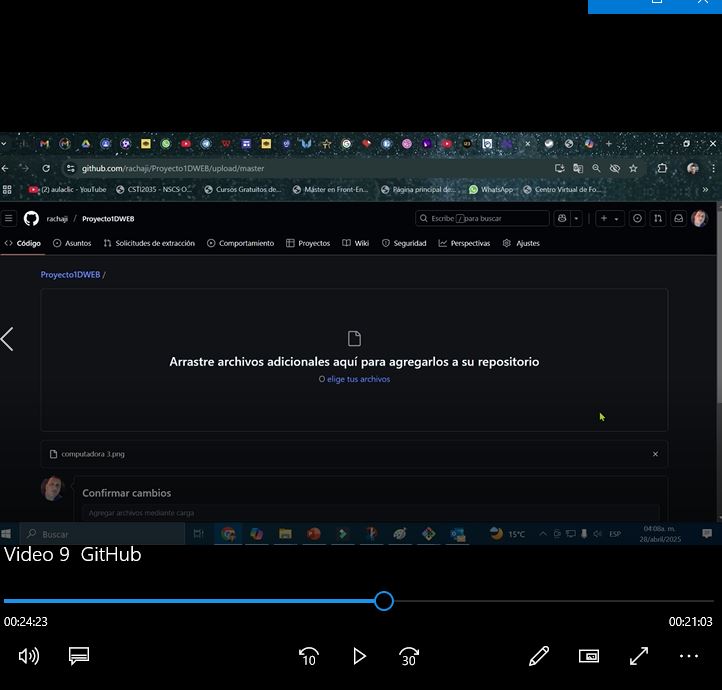 github.com/rachaji/Proyecto1DWEB/upload/master
(2) aulaclic - YouTube
CSTI2035 - NSCS-O...
Cursos Gratuitos de...
Máster en Front-En...
Página principal de...
WhatsApp
Centro Virtual de Fo...
»
rachaji / Proyecto1DWEB
Escribe / para buscar
Código
Asuntos
Solicitudes de extracción
Comportamiento
Proyectos
Wiki
Seguridad
Perspectivas
Ajustes
Proyecto1DWEB /
Arrastre archivos adicionales aquí para agregarlos a su repositorio
O elige tus archivos
computadora 3.png
Confirmar cambios
Agregar archivos mediante carga
Buscar
15°C
ESP
04:08a. m.
28/abril/2025
Video 9 GitHub
00:24:23
00:21:03
10
30